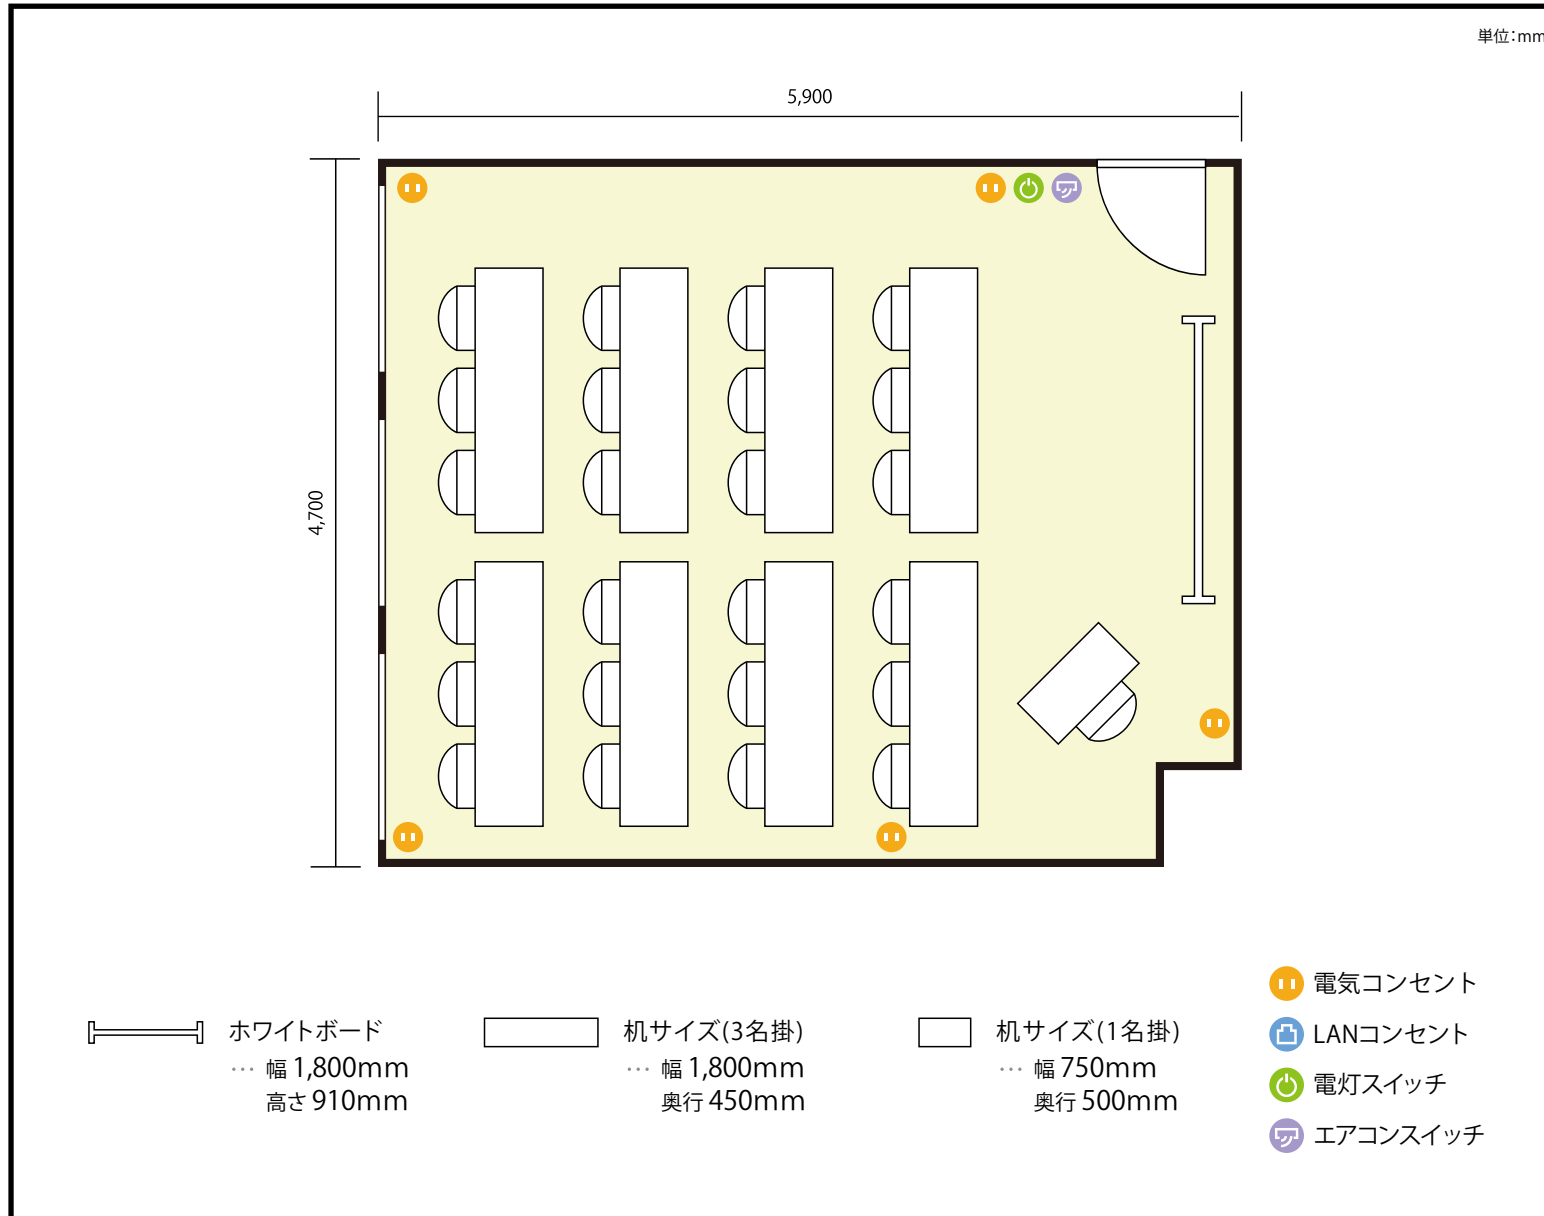 単位：mm
5,900
4,700
ホワイトボード
… 幅 1,800mm
高さ 910mm
机サイズ(3名掛)
… 幅 1,800mm
奥行 450mm
机サイズ(1名掛)
… 幅 750mm
奥行 500mm
電気コンセント
LANコンセント
電灯スイッチ
エアコンスイッチ